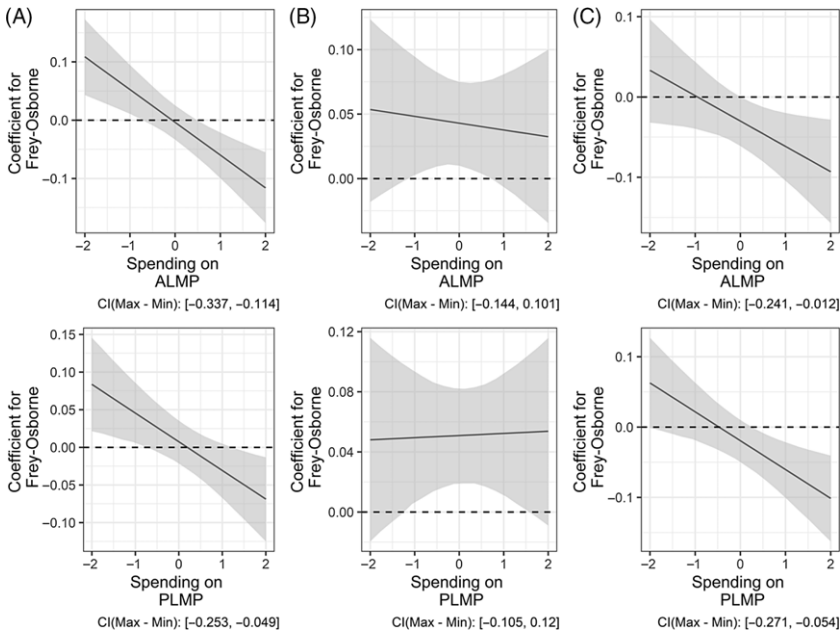 (A)
Coefficient for
Frey-Osborne
0.1
0.0
−0.1
−2 −1 0 1 2
Spending on
ALMP
CI(Max - Min): [−0.337, −0.114]
(B)
Coefficient for
Frey-Osborne
0.10
0.05
0.00
−2 −1 0 1 2
Spending on
ALMP
CI(Max - Min): [−0.144, 0.101]
(C)
Coefficient for
Frey-Osborne
0.1
0.0
−0.1
−2 −1 0 1 2
Spending on
ALMP
CI(Max - Min): [−0.241, −0.012]
Coefficient for
Frey-Osborne
0.15
0.10
0.05
0.00
−0.05
−0.10
−2 −1 0 1 2
Spending on
PLMP
CI(Max - Min): [−0.253, −0.049]
Coefficient for
Frey-Osborne
0.12
0.08
0.04
0.00
−2 −1 0 1 2
Spending on
PLMP
CI(Max - Min): [−0.105, 0.12]
Coefficient for
Frey-Osborne
0.1
0.0
−0.1
−2 −1 0 1 2
Spending on
PLMP
CI(Max - Min): [−0.271, −0.054]